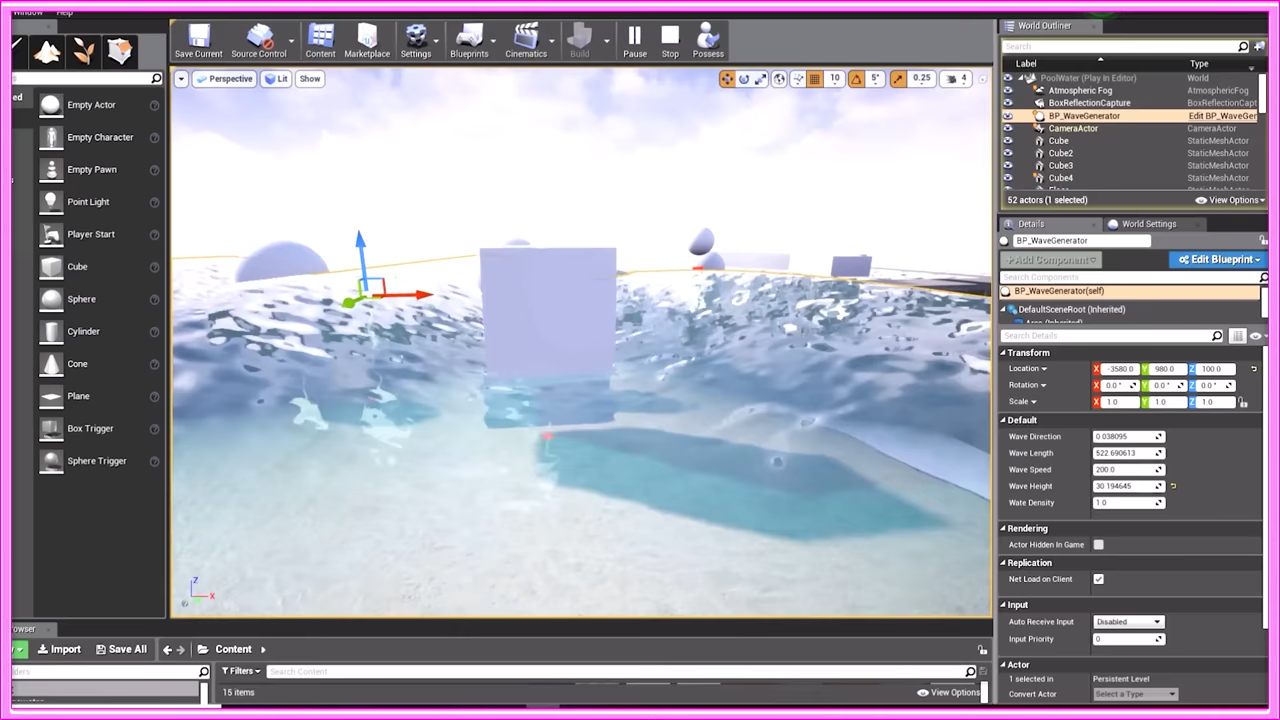 Window
Save Current
Source Control
Content
Marketplace
Settings
Blueprints
Cinematics
Build
Pause
Stop
Possess
Perspective
Lit
Show
10
5°
0.25
4
Empty Actor
Empty Character
Empty Pawn
Point Light
Player Start
Cube
Sphere
Cylinder
Cone
Plane
Box Trigger
Sphere Trigger
Z
X
World Outliner
Search
Label Type
PoolWater (Play In Editor) World
Atmospheric Fog AtmosphericFog
BoxReflectionCapture BoxReflectionCapt
BP_WaveGenerator Edit BP_WaveGer
CameraActor CameraActor
Cube StaticMeshActor
Cube2 StaticMeshActor
Cube3 StaticMeshActor
Cube4 StaticMeshActor
52 actors (1 selected) View Options
Details World Settings
BP_WaveGenerator
+Add Component Edit Blueprint
Search Components
BP_WaveGenerator(self)
DefaultSceneRoot (Inherited)
Search Details
Transform
Location X -3580.0 Y 980.0 Z 100.0
Rotation X 0.0° Y 0.0° Z 0.0°
Scale X 1.0 Y 1.0 Z 1.0
Default
Wave Direction 0.038095
Wave Length 522.690613
Wave Speed 200.0
Wave Height 30.194645
Wate Density 1.0
Rendering
Actor Hidden In Game
Replication
Net Load on Client
Input
Auto Receive Input Disabled
Input Priority 0
Actor
1 selected in Persistent Level
Convert Actor Select a Type
Import Save All Content
Filters Search Content
15 items View Options